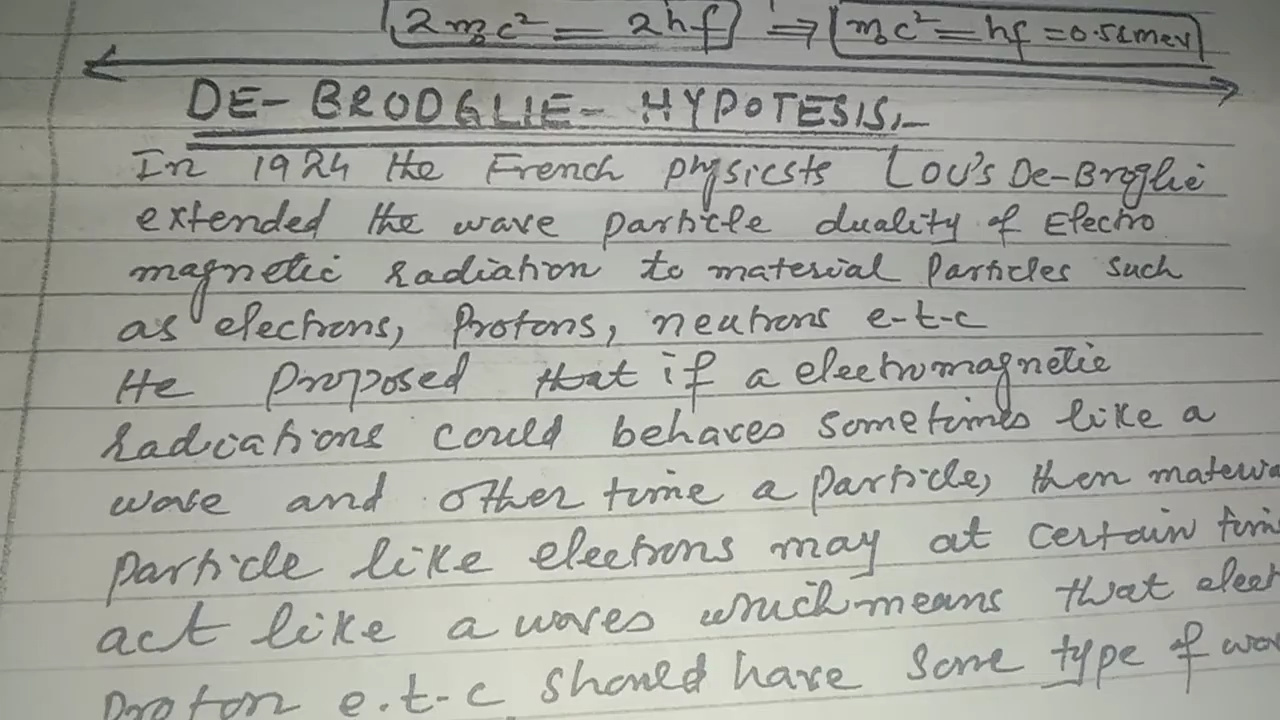 2m₀c² = 2hf ⇒ m₀c² = hf = 0.51mev
DE-BRODGLIE-HYPOTESIS,-
In 1924 the French physicsts Lou's De-Broglie
extended the wave particle duality of Electro
magnetic radiation to material Particles such
as electrons, Protons, neutrons e-t-c
He proposed that if a electromagnetic
radiations could behaves sometimes like a
wave and other time a particle, then materia
particle like electrons may at certain tim
act like a waves which means that elect
Proton e.t-c should have some type of wav